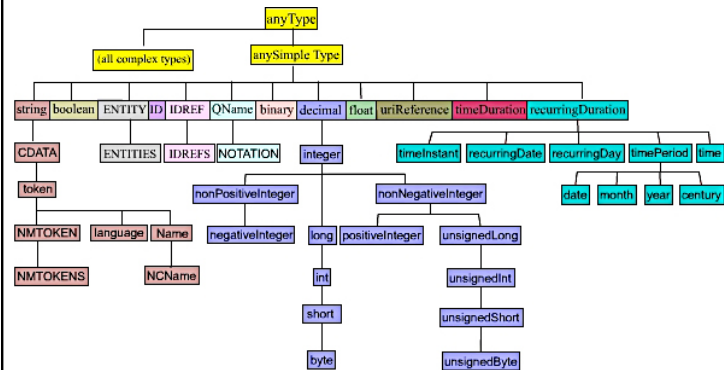 anyType
(all complex types) anySimple Type
string boolean ENTITY ID IDREF QName binary decimal float uriReference timeDuration recurringDuration
CDATA ENTITIES IDREFS NOTATION integer timeInstant recurringDate recurringDay timePeriod time
token nonPositiveInteger nonNegativeInteger date month year century
NMTOKEN language Name negativeInteger long positiveInteger unsignedLong
NMTOKENS NCName int unsignedInt
short unsignedShort
byte unsignedByte